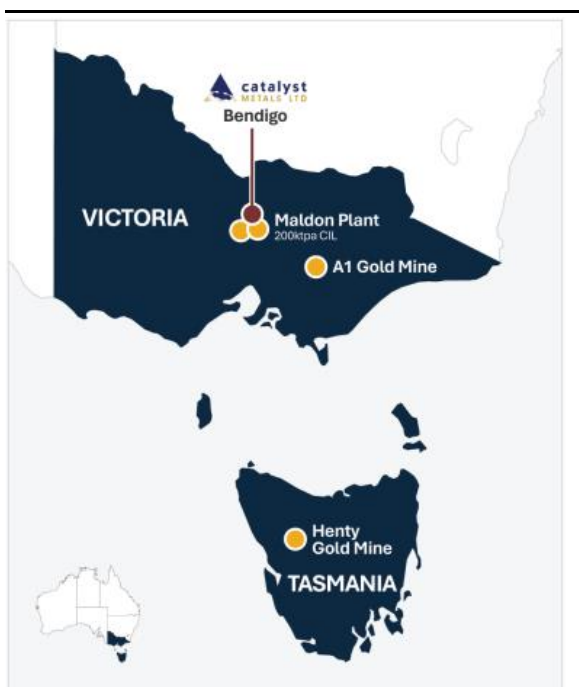 catalyst
METALS LTD
Bendigo
VICTORIA
Maldon Plant
200ktpa CIL
A1 Gold Mine
Henty
Gold Mine
TASMANIA